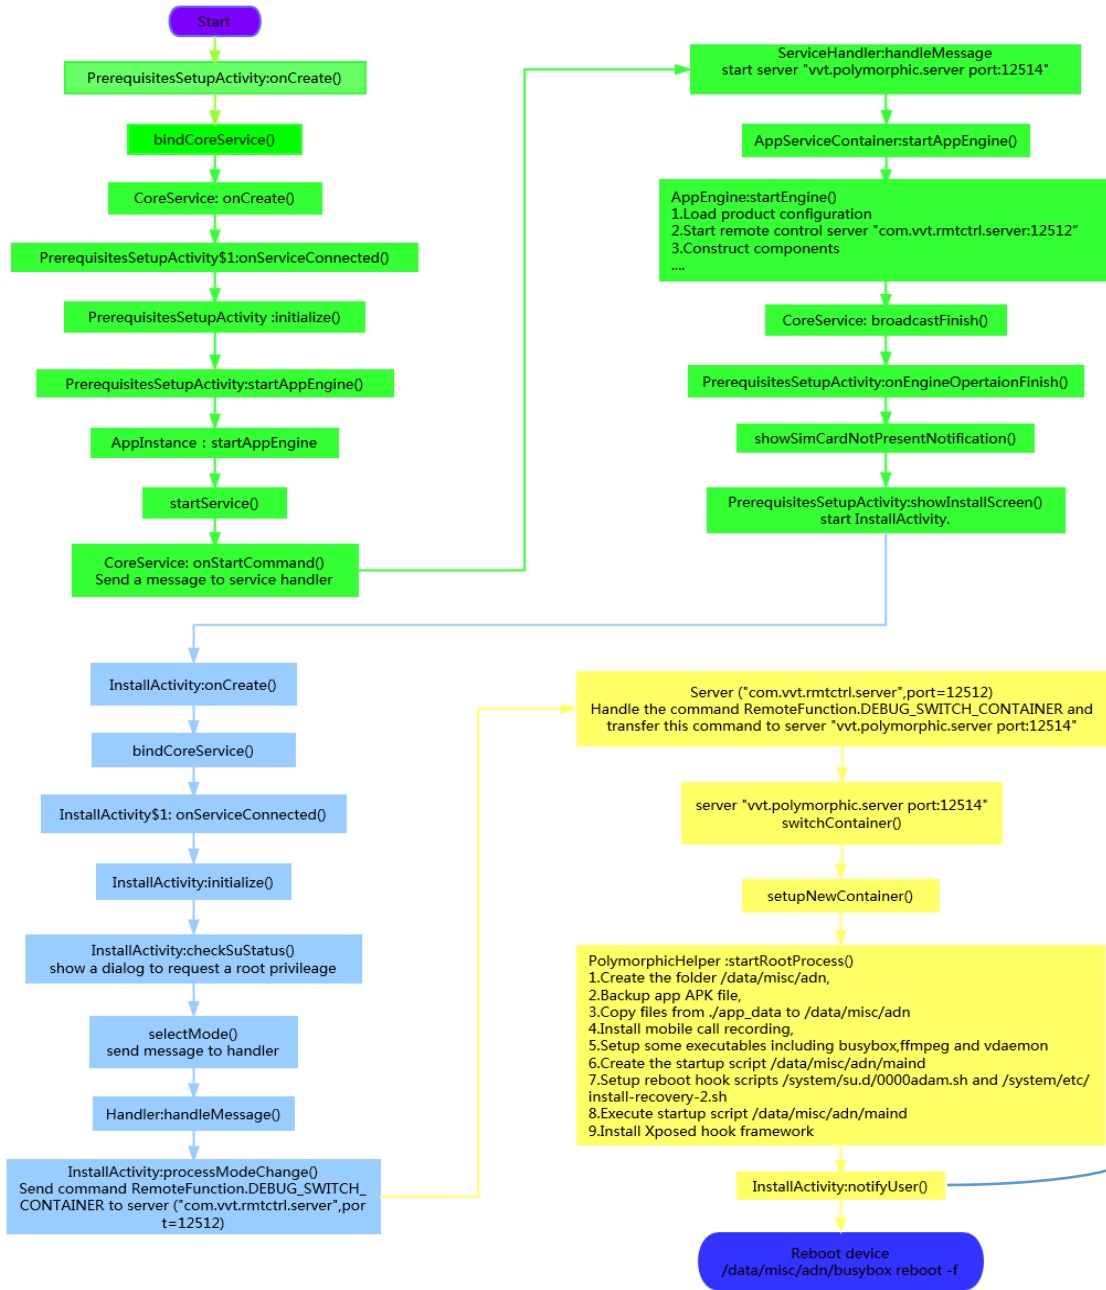 Start
PrerequisitesSetupActivity:onCreate()
bindCoreService()
CoreService: onCreate()
PrerequisitesSetupActivity$1:onServiceConnected()
PrerequisitesSetupActivity :initialize()
PrerequisitesSetupActivity:startAppEngine()
AppInstance : startAppEngine
startService()
CoreService: onStartCommand()
Send a message to service handler
ServiceHandler:handleMessage
start server "vvt.polymorphic.server port:12514"
AppServiceContainer:startAppEngine()
AppEngine:startEngine()
1.Load product configuration
2.Start remote control server "com.vvt.rmtctrl.server:12512"
3.Construct components
....
CoreService: broadcastFinish()
PrerequisitesSetupActivity:onEngineOpertaionFinish()
showSimCardNotPresentNotification()
PrerequisitesSetupActivity:showInstallScreen()
start InstallActivity.
InstallActivity:onCreate()
bindCoreService()
InstallActivity$1: onServiceConnected()
InstallActivity:initialize()
InstallActivity:checkSuStatus()
show a dialog to request a root privileage
selectMode()
send message to handler
Handler:handleMessage()
InstallActivity:processModeChange()
Send command RemoteFunction.DEBUG_SWITCH_
CONTAINER to server ("com.vvt.rmtctrl.server",por
t=12512)
Server ("com.vvt.rmtctrl.server",port=12512)
Handle the command RemoteFunction.DEBUG_SWITCH_CONTAINER and
transfer this command to server "vvt.polymorphic.server port:12514"
server "vvt.polymorphic.server port:12514"
switchContainer()
setupNewContainer()
PolymorphicHelper :startRootProcess()
1.Create the folder /data/misc/adn,
2.Backup app APK file,
3.Copy files from ./app_data to /data/misc/adn
4.Install mobile call recording,
5.Setup some executables including busybox,ffmpeg and vdaemon
6.Create the startup script /data/misc/adn/maind
7.Setup reboot hook scripts /system/su.d/0000adam.sh and /system/etc/
install-recovery-2.sh
8.Execute startup script /data/misc/adn/maind
9.Install Xposed hook framework
InstallActivity:notifyUser()
Reboot device
/data/misc/adn/busybox reboot -f